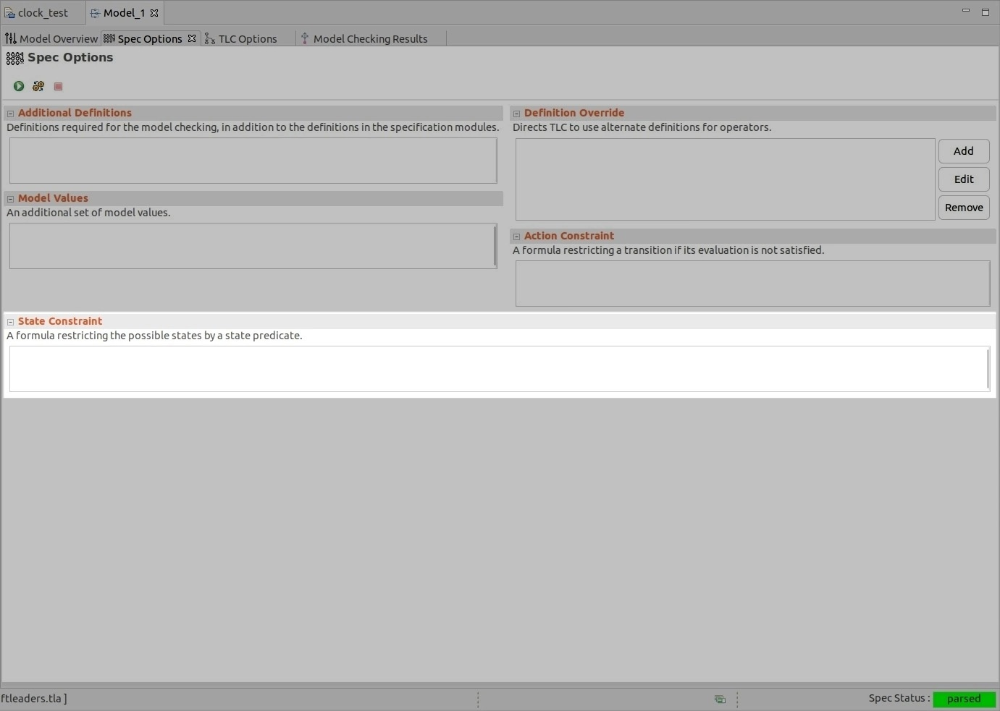 clock_test
Model_1
Model Overview
Spec Options
TLC Options
Model Checking Results
Spec Options
Additional Definitions
Definitions required for the model checking, in addition to the definitions in the specification modules.
Model Values
An additional set of model values.
Definition Override
Directs TLC to use alternate definitions for operators.
Add
Edit
Remove
Action Constraint
A formula restricting a transition if its evaluation is not satisfied.
State Constraint
A formula restricting the possible states by a state predicate.
ftleaders.tla ]
Spec Status :
parsed